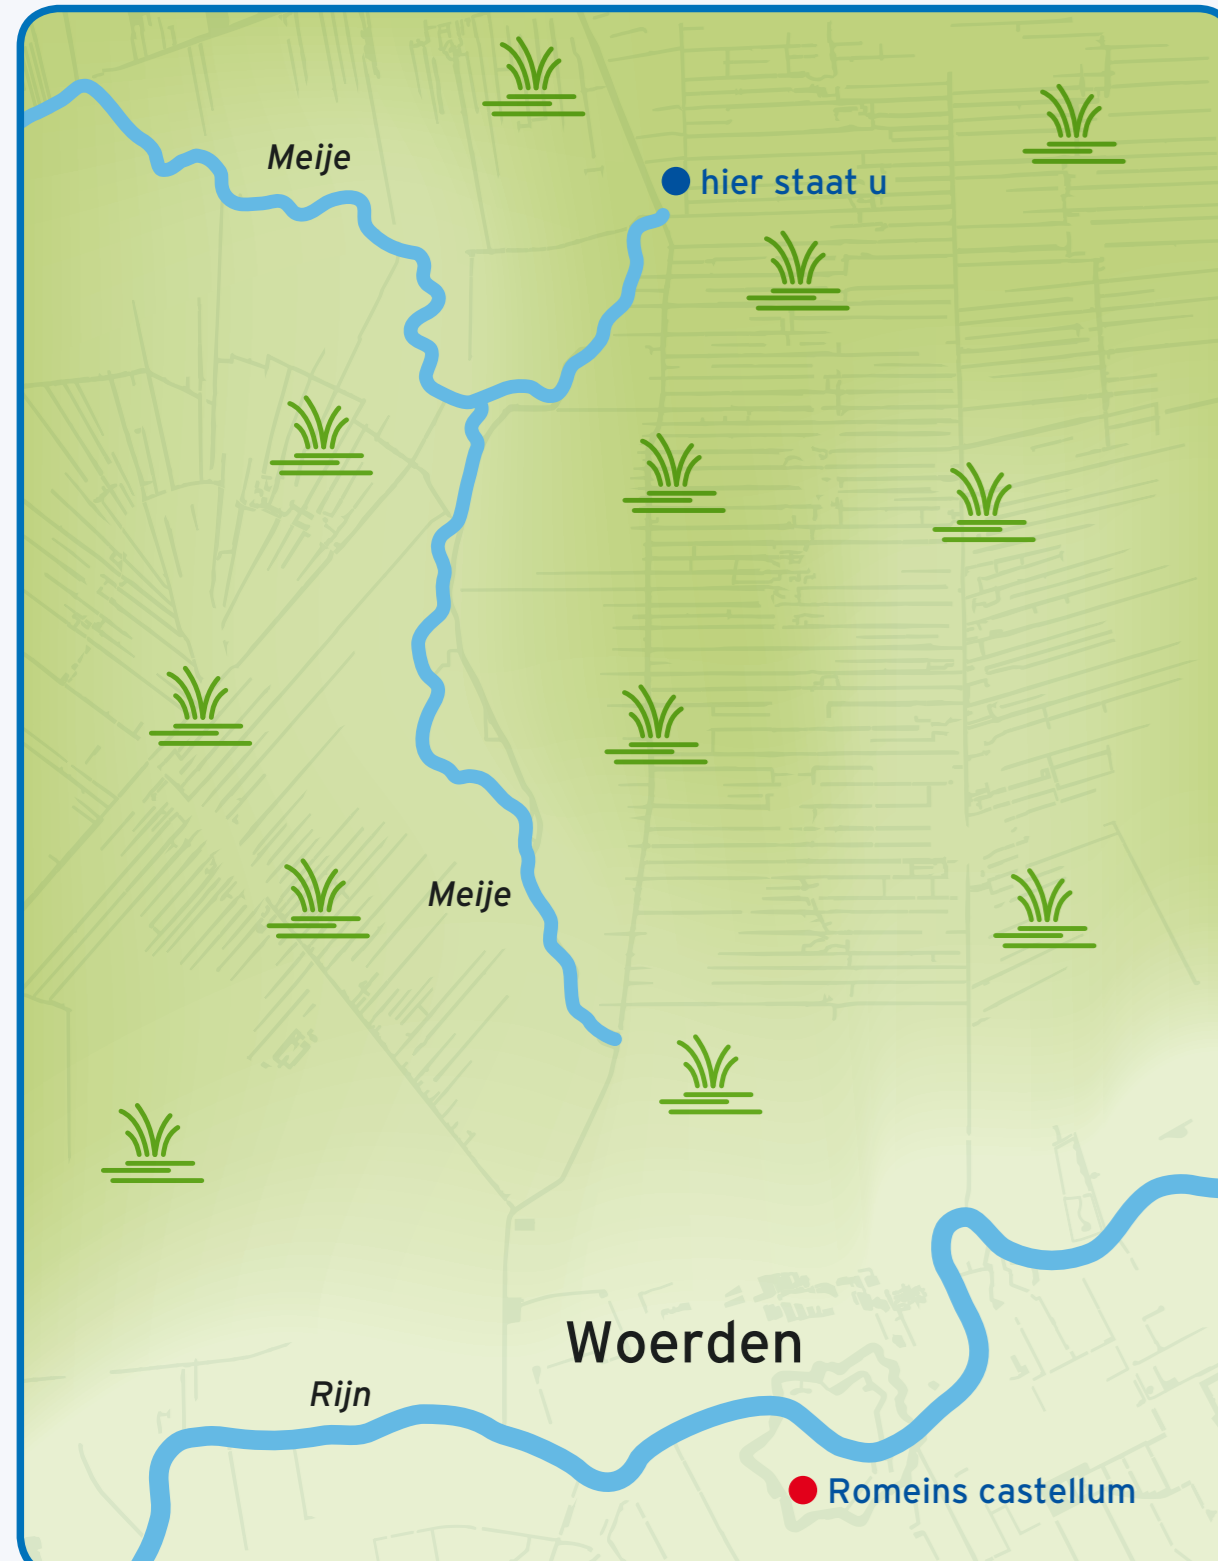 Meije
hier staat u
Meije
Woerden
Rijn
Romeins castellum